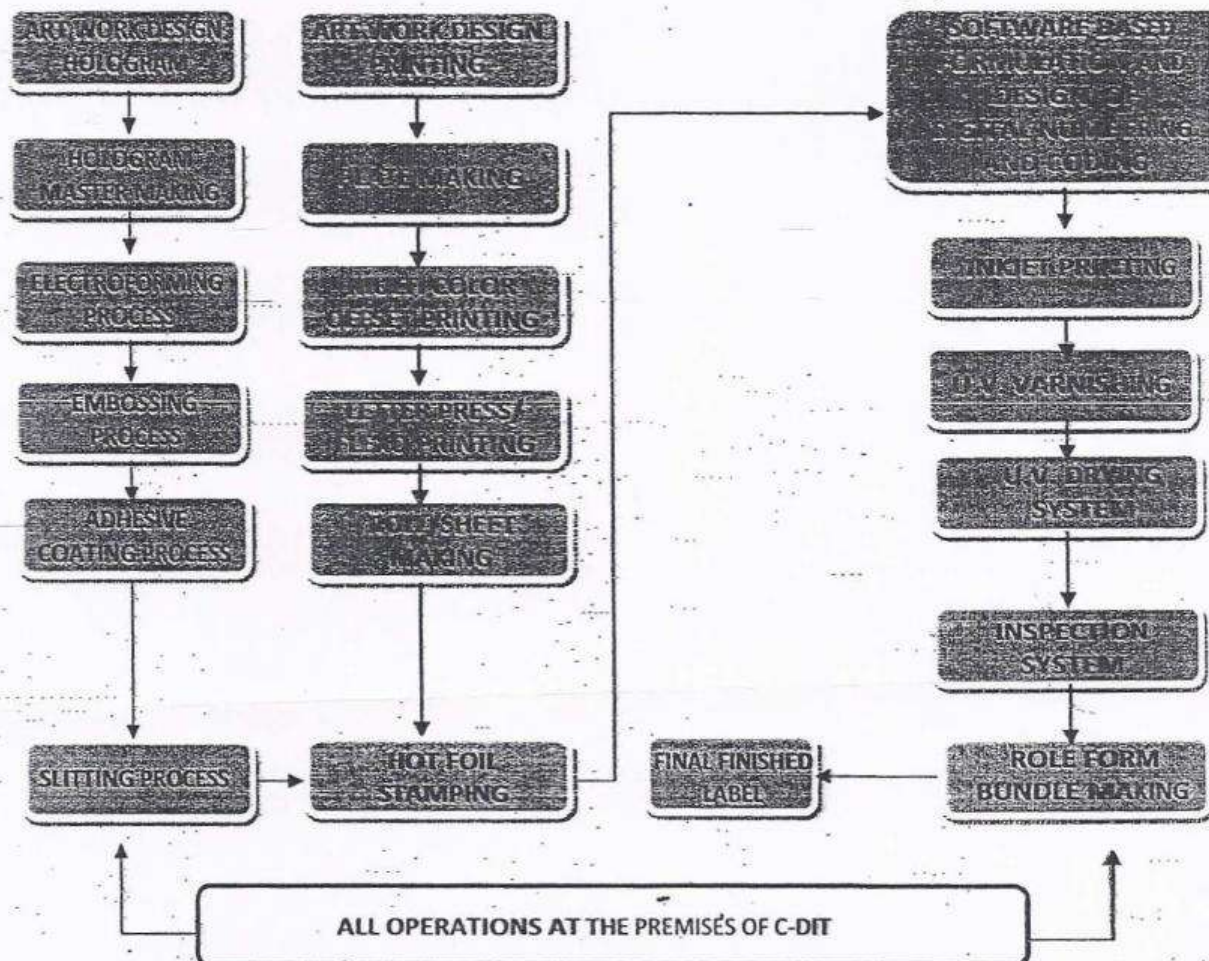 ART WORK DESIGN
HOLOGRAM
HOLOGRAM
MASTER MAKING
ELECTROFORMING
PROCESS
EMBOSSING
PROCESS
ADHESIVE
COATING PROCESS
SLITTING PROCESS
ART WORK DESIGN
PRINTING
PLATE MAKING
COLOR
OFFSET PRINTING
LETTER PRESS/
FLEXO PRINTING
SHEET
MAKING
HOT FOIL
STAMPING
SOFTWARE BASED
FORMULATION AND
DESIGN OF
DIGITAL NUMBERING
AND CODING
INKJET PRINTING
U.V. VARNISHING
U.V. DRYING
SYSTEM
INSPECTION
SYSTEM
ROLE FORM
BUNDLE MAKING
FINAL FINISHED
LABEL
ALL OPERATIONS AT THE PREMISES OF C-DIT